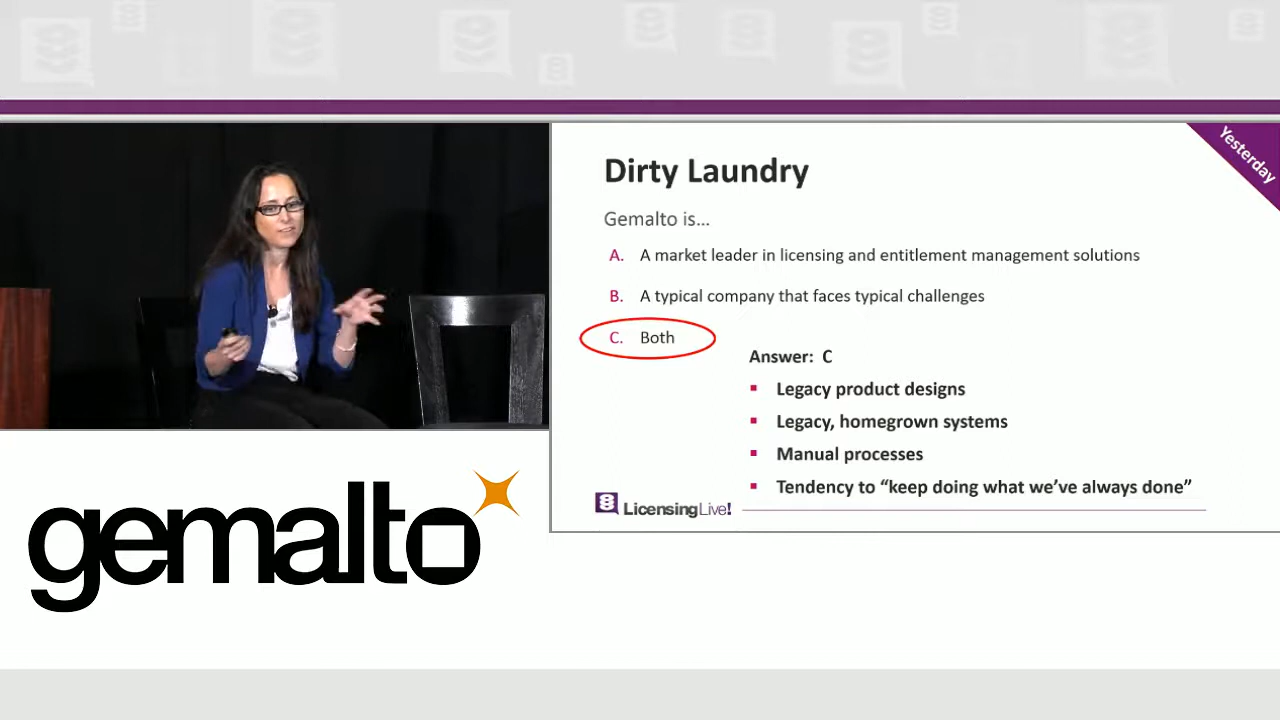 Yesterday
Dirty Laundry
Gemalto is...
A. A market leader in licensing and entitlement management solutions
B. A typical company that faces typical challenges
C. Both
Answer: C
▪ Legacy product designs
▪ Legacy, homegrown systems
▪ Manual processes
▪ Tendency to “keep doing what we’ve always done”
LicensingLive!
gemalto